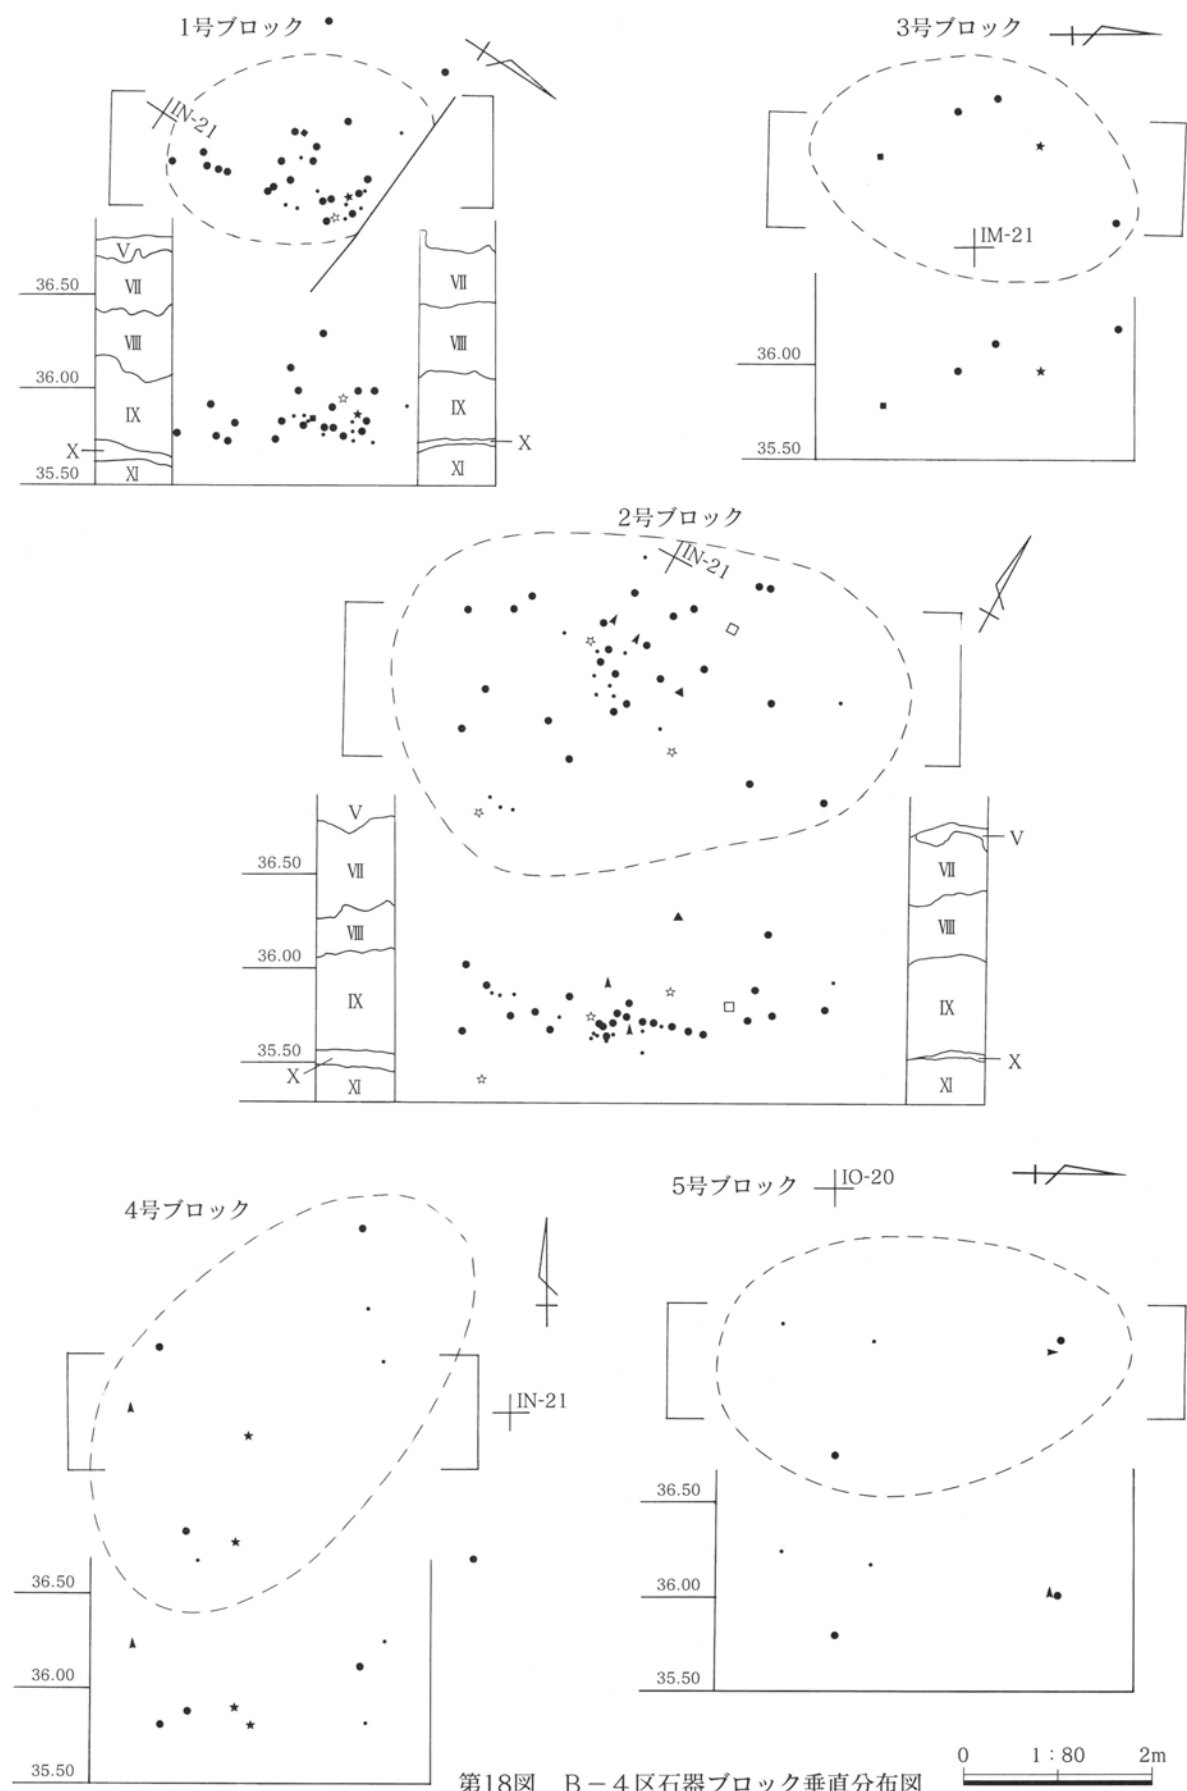 1号ブロック
IN-21
V
VII
VIII
IX
X
XI
36.50
36.00
35.50
VII
VIII
IX
X
XI
3号ブロック
IM-21
36.00
35.50
2号ブロック
IN-21
V
VII
VIII
IX
X
XI
36.50
36.00
35.50
V
VII
VIII
IX
X
XI
4号ブロック
IN-21
36.50
36.00
35.50
5号ブロック
IO-20
36.50
36.00
35.50
0 1:80 2m
第18図 B-4区石器ブロック垂直分布図